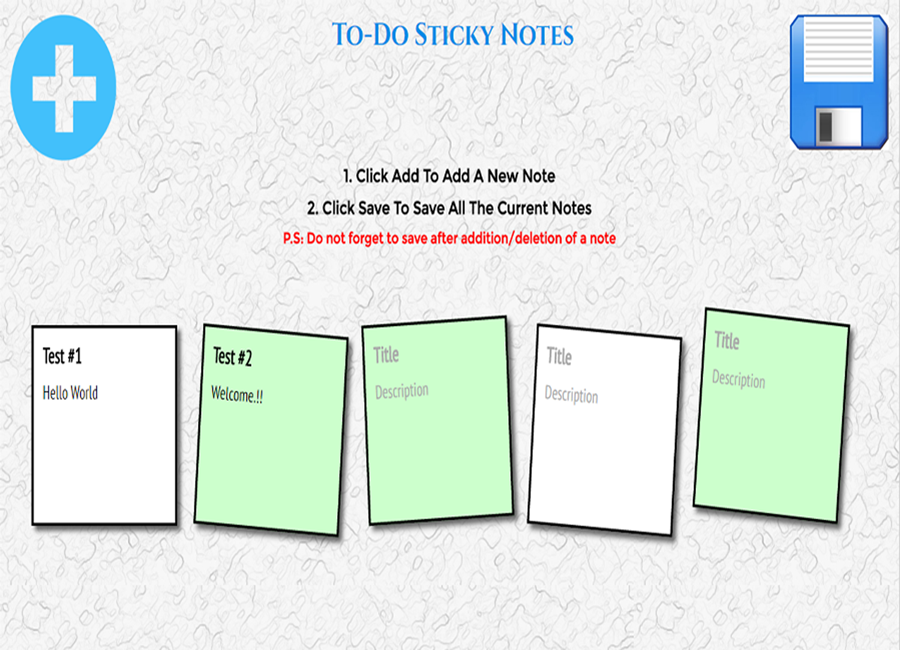 To-Do Sticky Notes
1. Click Add To Add A New Note
2. Click Save To Save All The Current Notes
P.S: Do not forget to save after addition/deletion of a note
Test #1
Hello World
Test #2
Welcome.!!
Title
Description
Title
Description
Title
Description